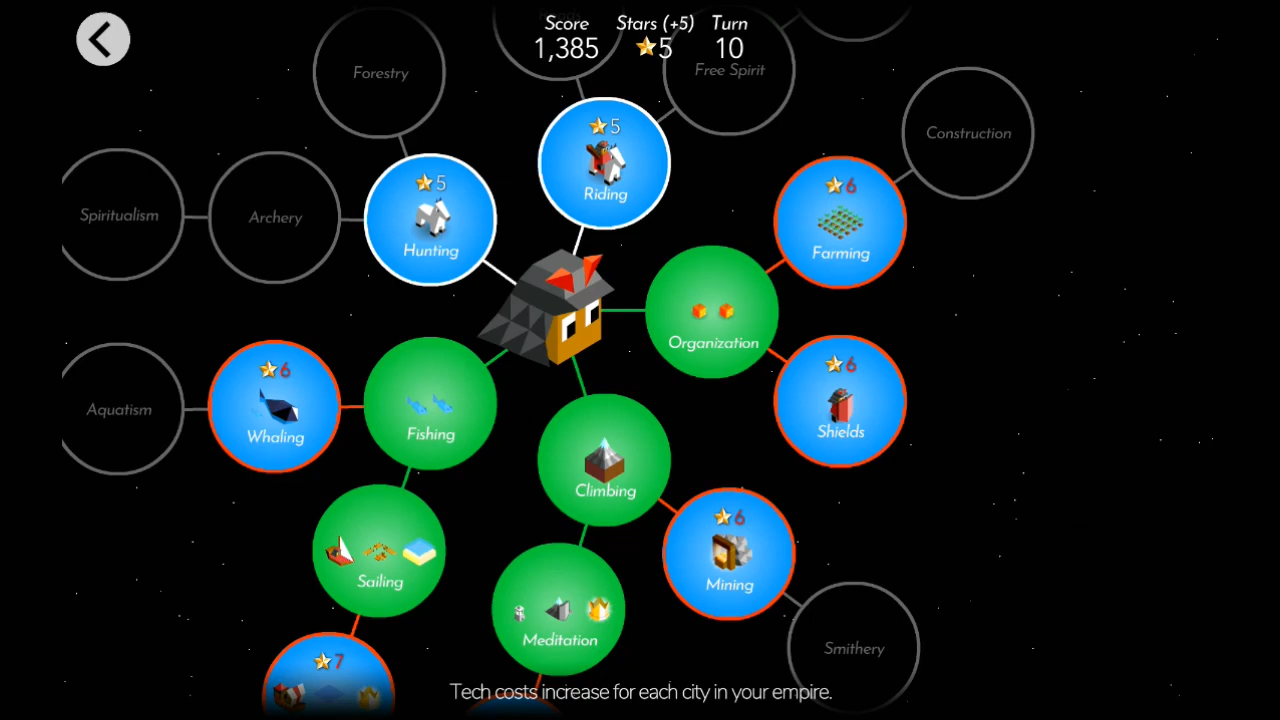 Score
1,385
Stars (+5)
5
Turn
10
Forestry
Free Spirit
Construction
5
Riding
5
Hunting
6
Farming
Spiritualism
Archery
Organization
6
Shields
6
Whaling
Aquatism
Fishing
Climbing
6
Mining
Sailing
Meditation
Smithery
7
Tech costs increase for each city in your empire.